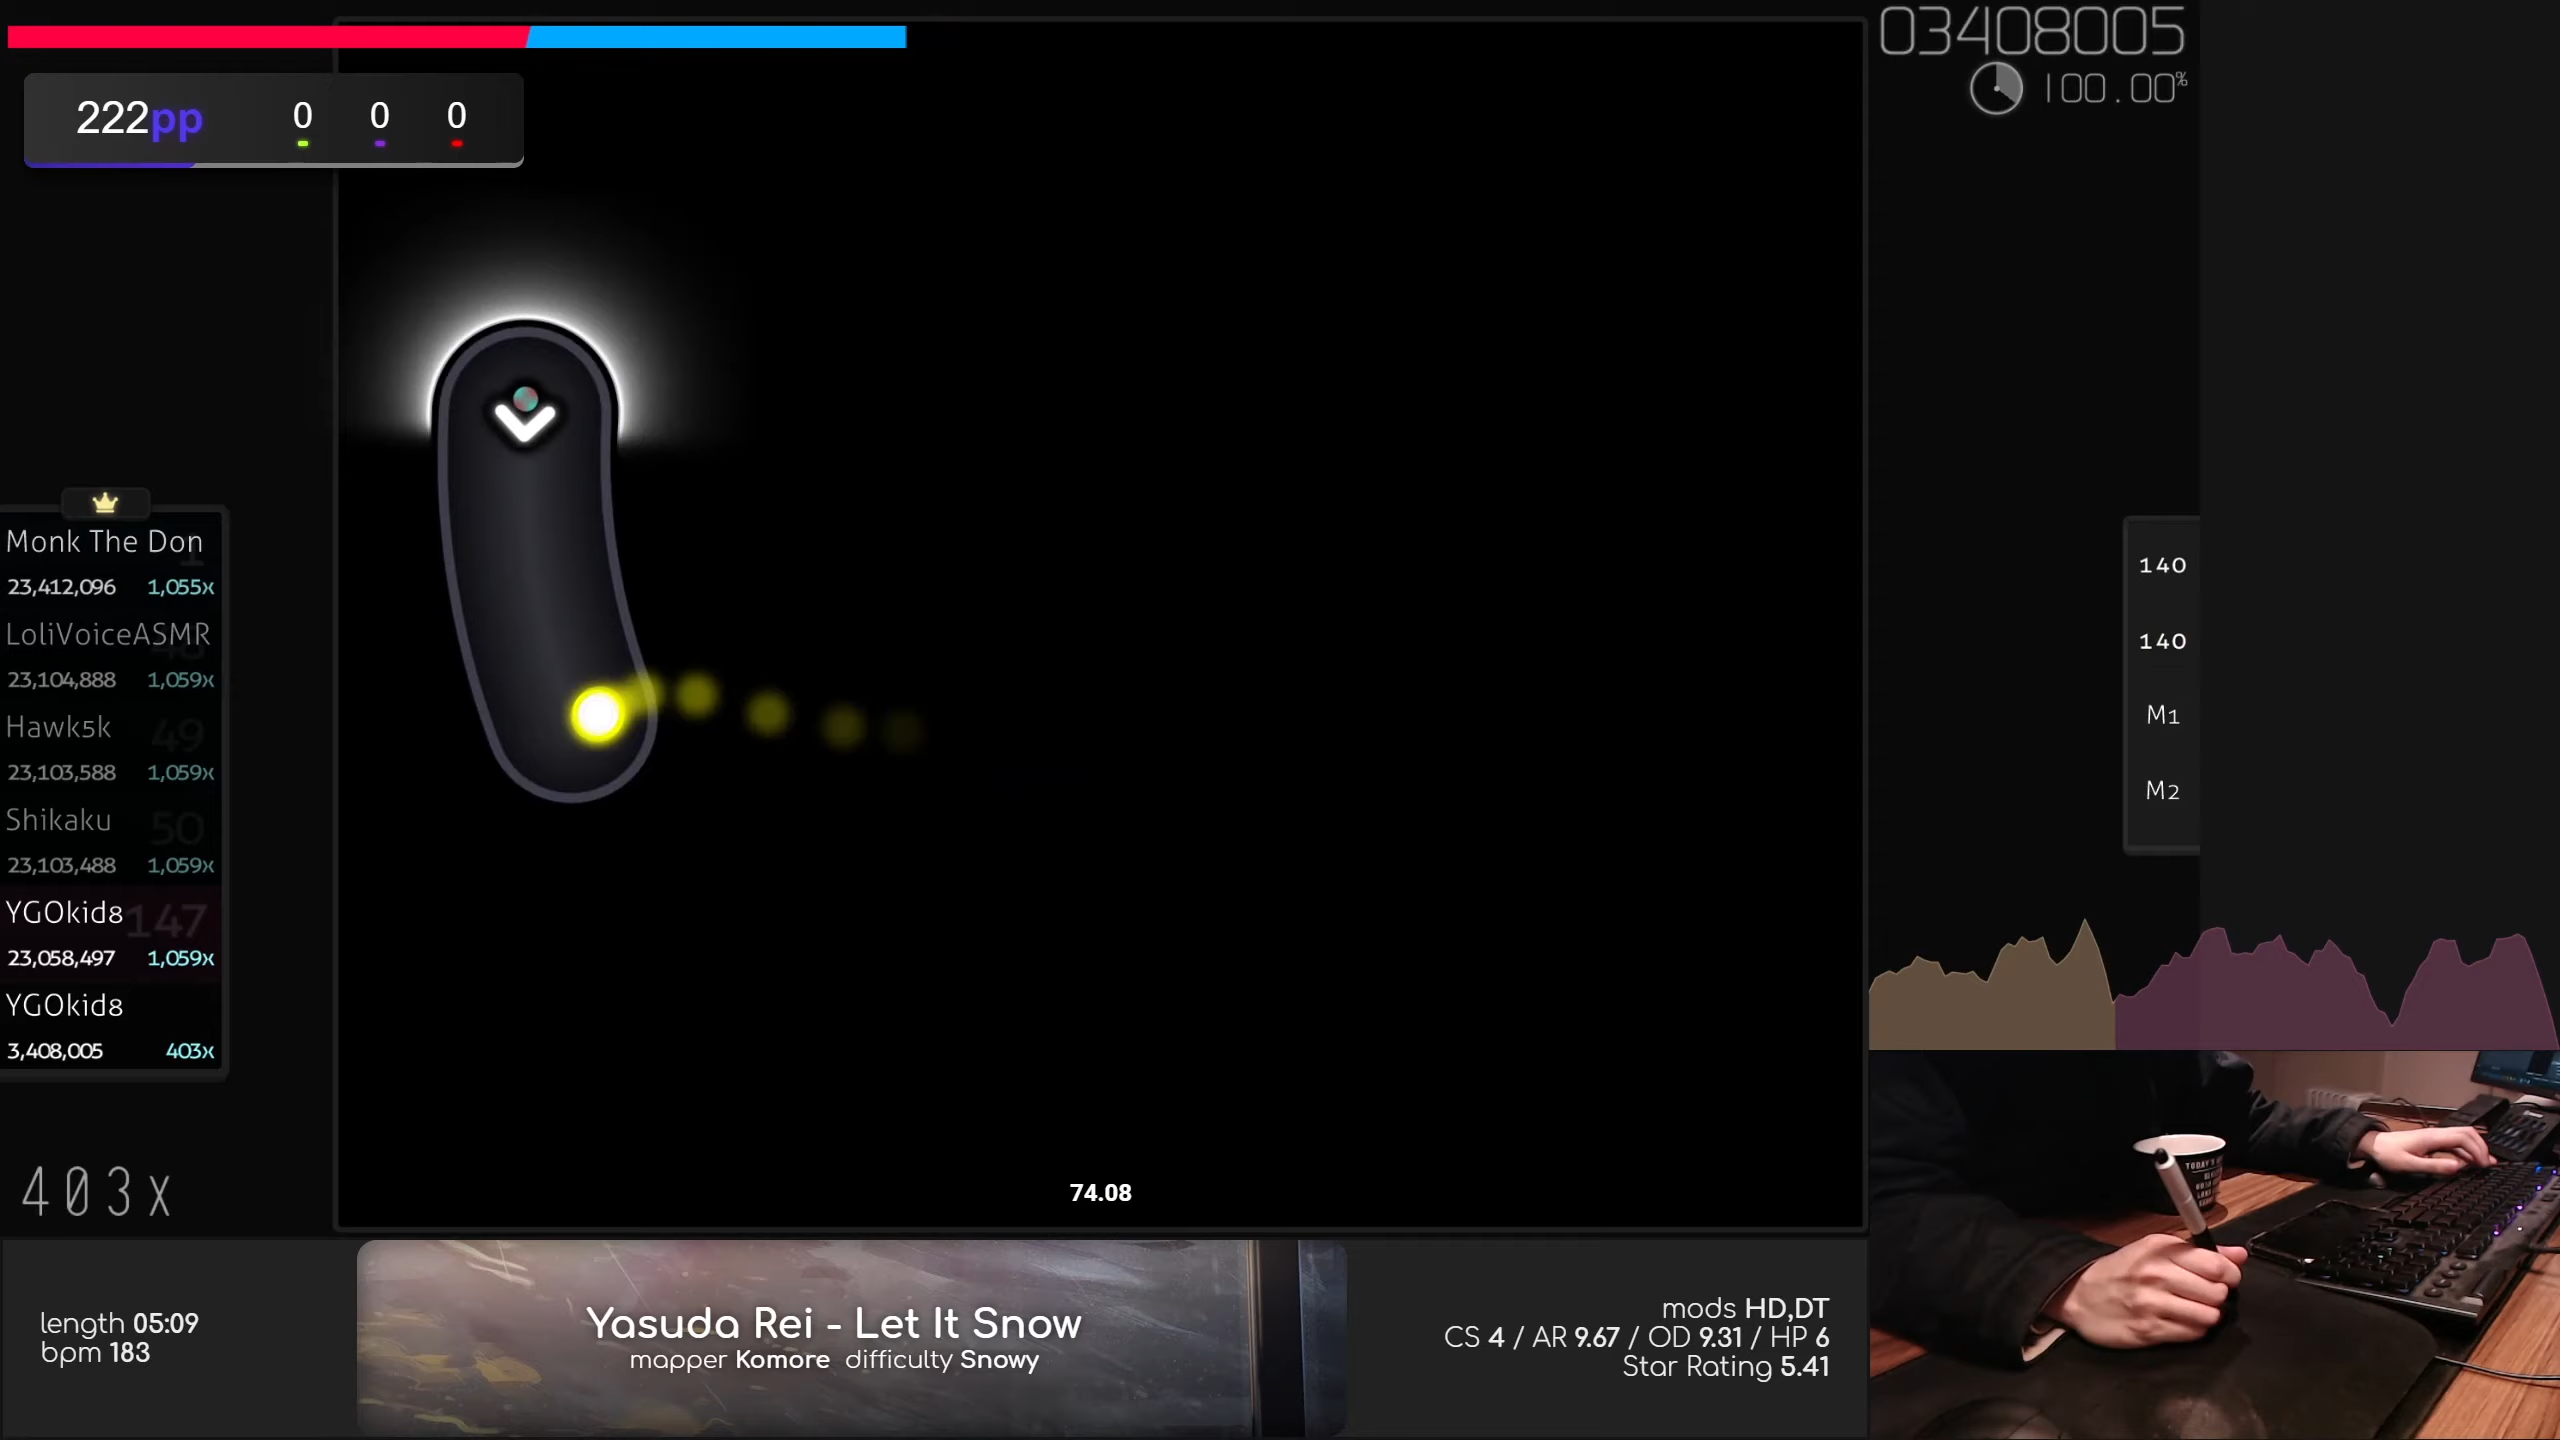 03408005
100.00%
222pp 0 0 0
Monk The Don
1
23,412,096 1,055x
LoliVoiceASMR
48
23,104,888 1,059x
Hawk5k
49
23,103,588 1,059x
Shikaku
50
23,103,488 1,059x
YGOkid8
147
23,058,497 1,059x
YGOkid8
3,408,005 403x
140
140
M1
M2
403x
74.08
length 05:09
bpm 183
Yasuda Rei - Let It Snow
mapper Komore difficulty Snowy
mods HD,DT
CS 4 / AR 9.67 / OD 9.31 / HP 6
Star Rating 5.41